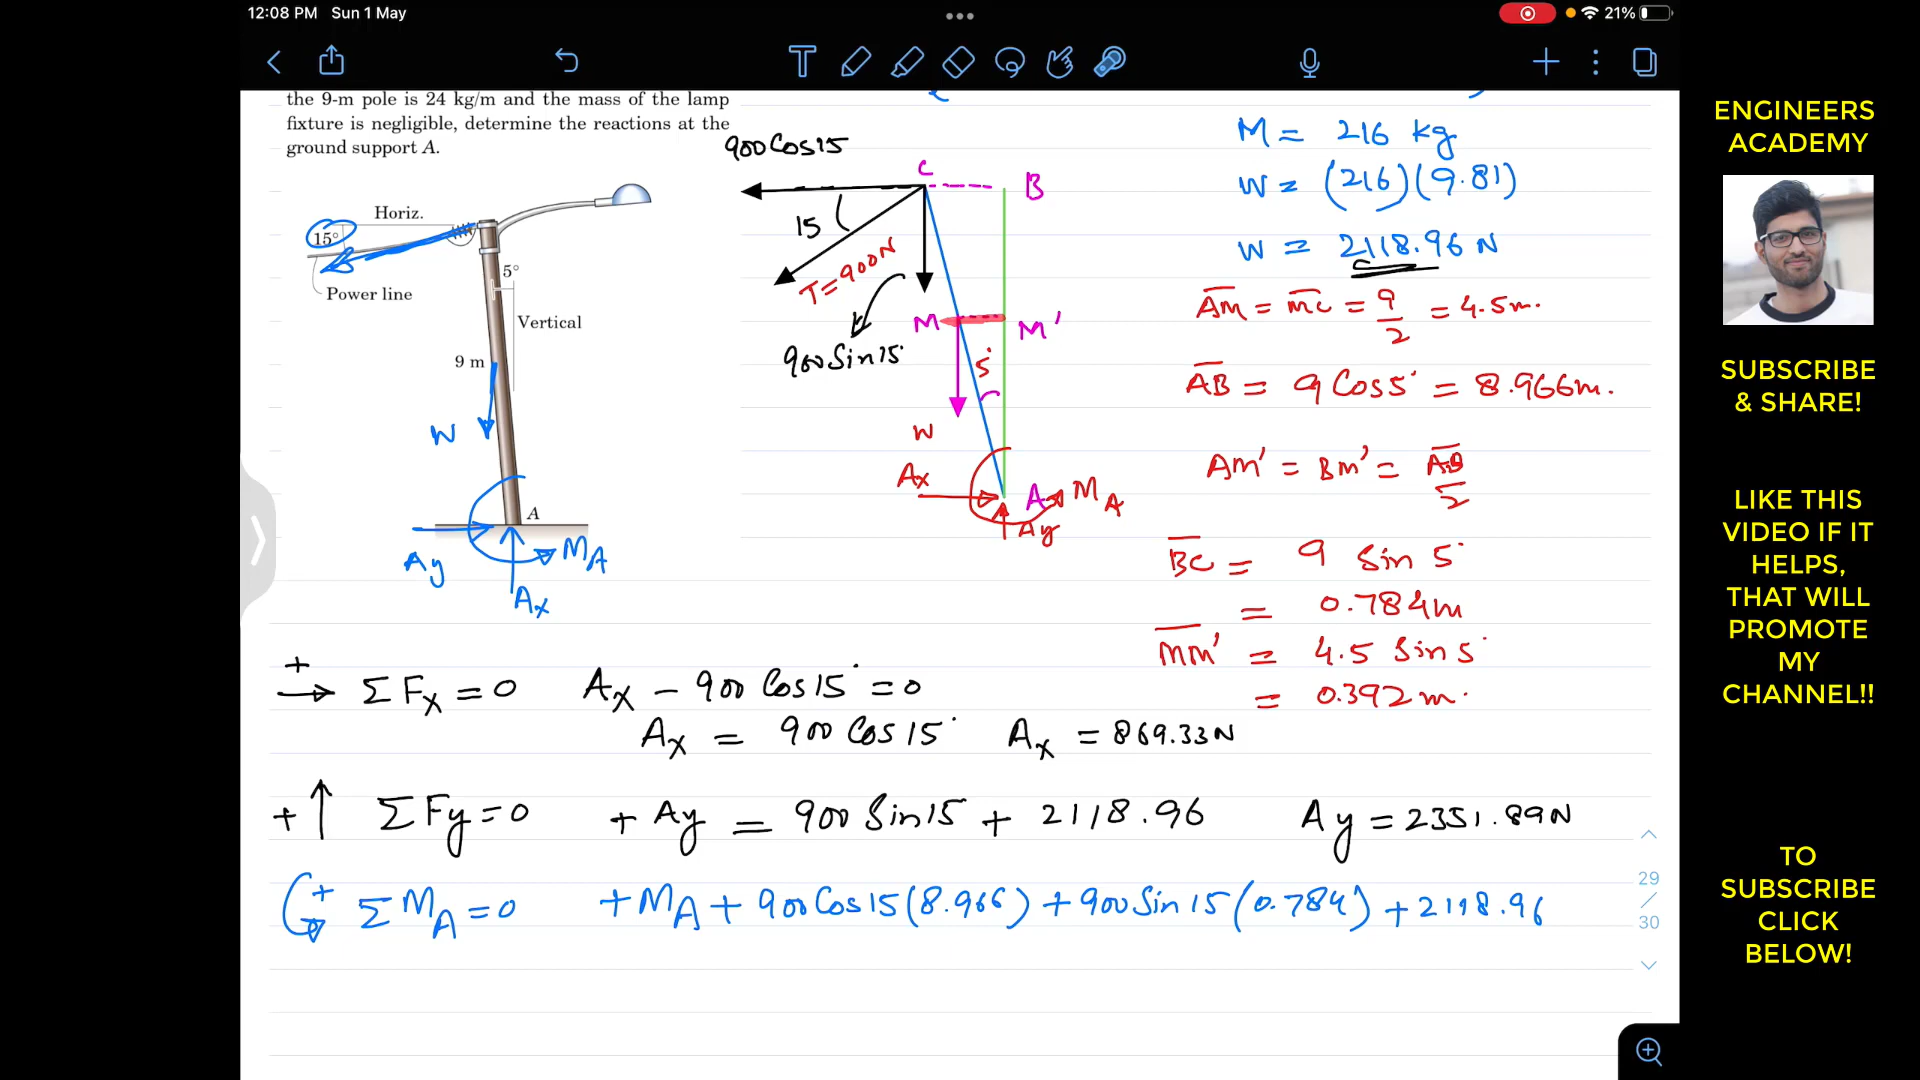 12:08 PM Sun 1 May
21%
the 9-m pole is 24 kg/m and the mass of the lamp
fixture is negligible, determine the reactions at the
ground support A.
Horiz.
15°
Power line
5°
Vertical
9 m
W
A
Ay
MA
Ax
900Cos15
C
B
15
T=900N
900Sin15°
M
M'
5°
W
Ax
A
MA
Ay
M = 216 kg
W = (216)(9.81)
W = 2118.96 N
AM = MC = 9/2 = 4.5m.
AB = 9 Cos5° = 8.966m.
AM' = BM' = AB/2
BC = 9 Sin 5°
= 0.784m
MM' = 4.5 Sin 5°
= 0.392m.
+→ ΣFx = 0 Ax - 900 Cos15° = 0
Ax = 900 Cos15° Ax = 869.33N
+↑ ΣFy = 0 + Ay = 900 Sin15 + 2118.96 Ay = 2351.89N
+ ΣMA = 0 +MA + 900Cos15(8.966) + 900Sin15(0.784) + 2118.96
29
/
30
ENGINEERS
ACADEMY
SUBSCRIBE
& SHARE!
LIKE THIS
VIDEO IF IT
HELPS,
THAT WILL
PROMOTE
MY
CHANNEL!!
TO
SUBSCRIBE
CLICK
BELOW!